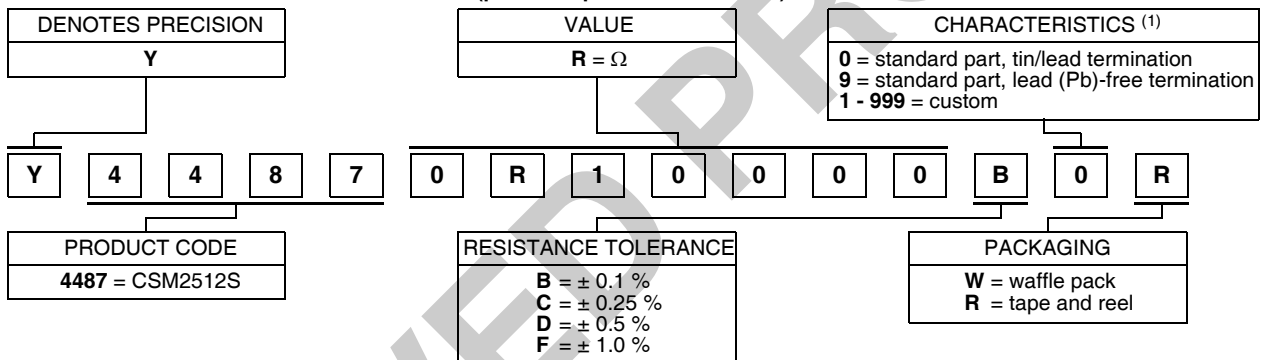 DENOTES PRECISION
Y
VALUE
R = Ω
CHARACTERISTICS (1)
0 = standard part, tin/lead termination
9 = standard part, lead (Pb)-free termination
1 - 999 = custom
Y 4 4 8 7 0 R 1 0 0 0 0 B 0 R
PRODUCT CODE
4487 = CSM2512S
RESISTANCE TOLERANCE
B = ± 0.1 %
C = ± 0.25 %
D = ± 0.5 %
F = ± 1.0 %
PACKAGING
W = waffle pack
R = tape and reel